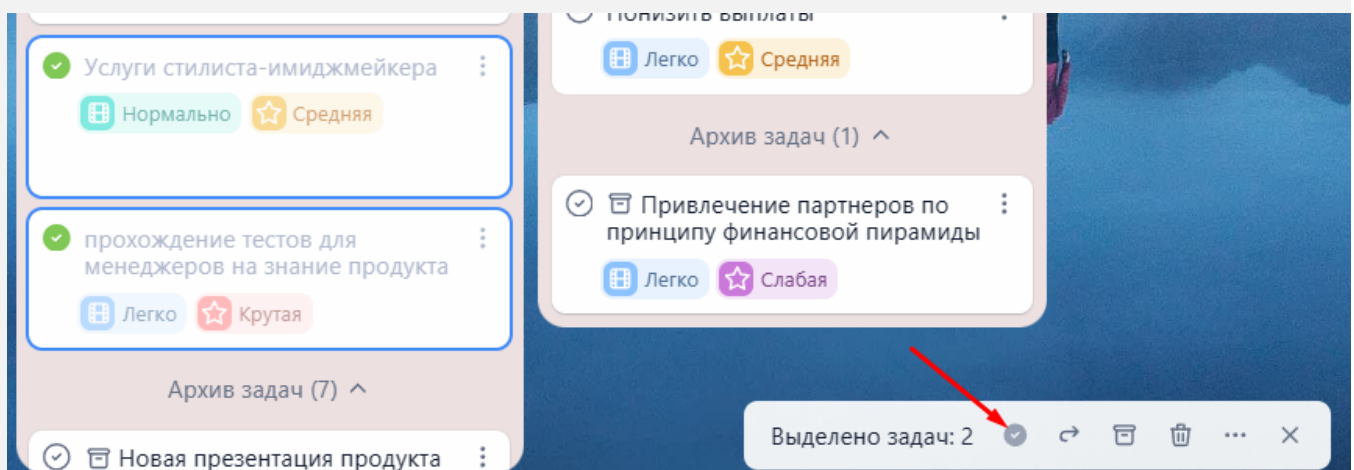 Услуги стилиста-имиджмейкера
Нормально Средняя
прохождение тестов для
менеджеров на знание продукта
Легко Крутая
Архив задач (7)
Новая презентация продукта
Понизить выплаты
Легко Средняя
Архив задач (1)
Привлечение партнеров по
принципу финансовой пирамиды
Легко Слабая
Выделено задач: 2